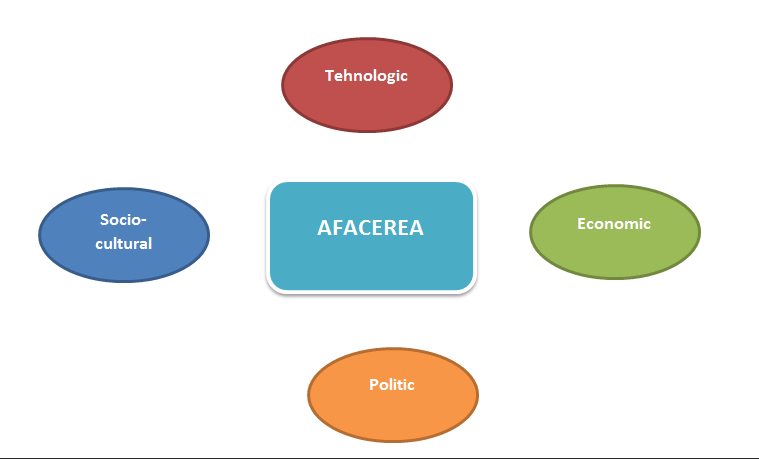 Tehnologic
Socio-
cultural
AFACEREA
Economic
Politic